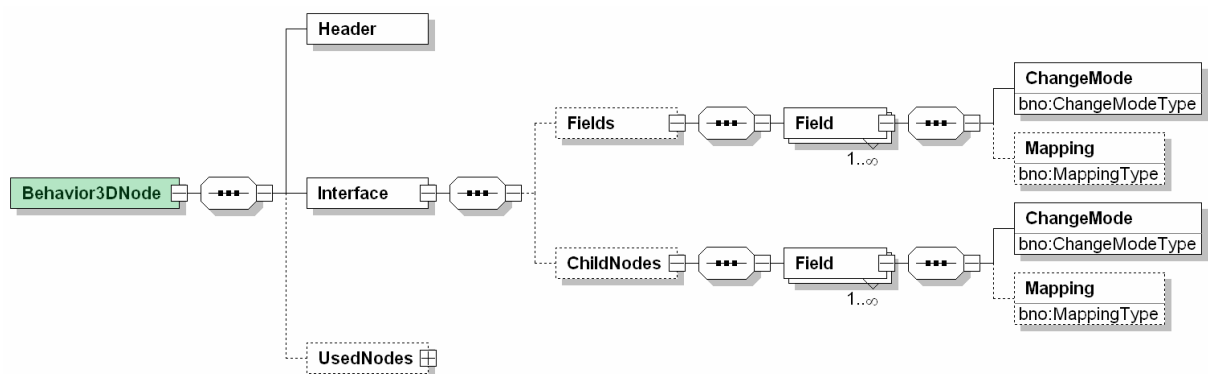 Header
ChangeMode
bno:ChangeModeType
Fields
Field
1..∞
Mapping
bno:MappingType
Behavior3DNode
Interface
ChangeMode
bno:ChangeModeType
ChildNodes
Field
1..∞
Mapping
bno:MappingType
UsedNodes